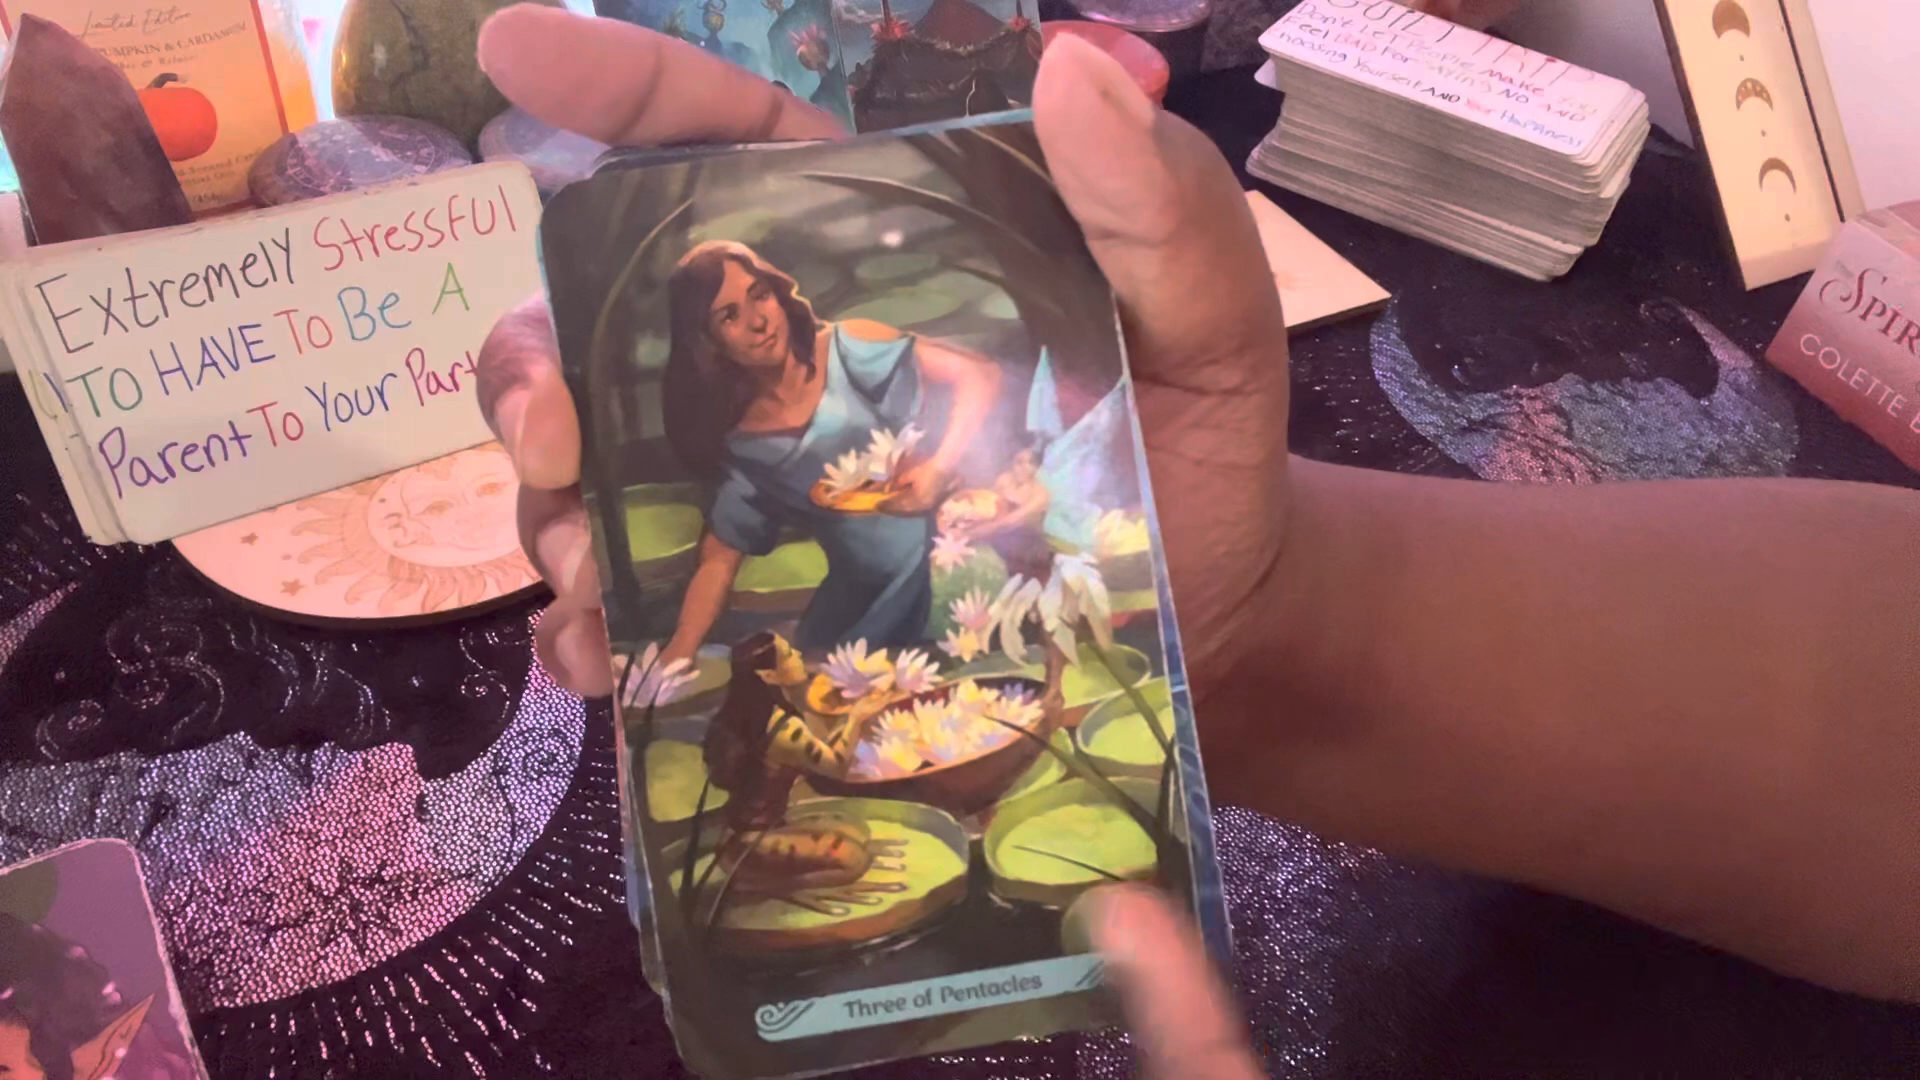 Limited Edition
PUMPKIN & CARDAMOM
GUILT TRIP
Don't Let People make you
Feel BAD For Saying NO AND
choosing Yourself AND Your Happiness
Extremely Stressful
TO HAVE TO Be A
Parent To Your Part
SPIR
COLETTE B
Three of Pentacles